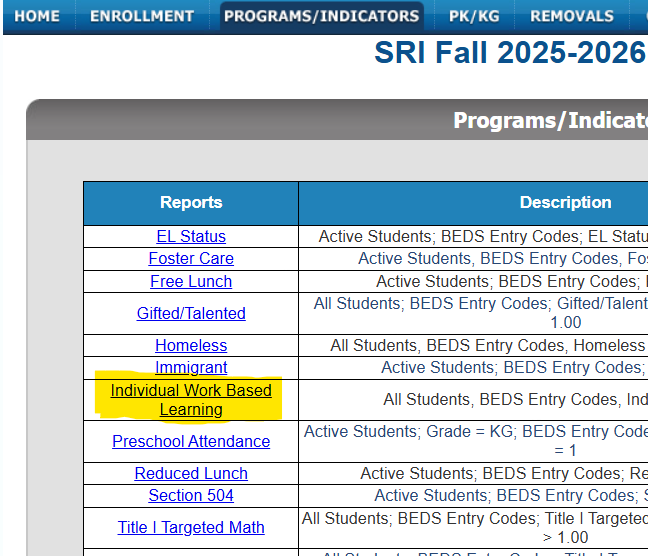 HOME ENROLLMENT PROGRAMS/INDICATORS PK/KG REMOVALS
SRI Fall 2025-2026
Programs/Indicat
Reports Description
EL Status Active Students; BEDS Entry Codes; EL Statu
Foster Care Active Students, BEDS Entry Codes, Fos
Free Lunch Active Students; BEDS Entry Codes;
Gifted/Talented All Students; BEDS Entry Codes; Gifted/Talent
1.00
Homeless All Students, BEDS Entry Codes, Homeless
Immigrant Active Students; BEDS Entry Codes;
Individual Work Based
Learning All Students, BEDS Entry Codes, Ind
Preschool Attendance Active Students; Grade = KG; BEDS Entry Code
= 1
Reduced Lunch Active Students; BEDS Entry Codes; Re
Section 504 Active Students; BEDS Entry Codes; S
Title I Targeted Math All Students; BEDS Entry Codes; Title I Targeted
> 1.00